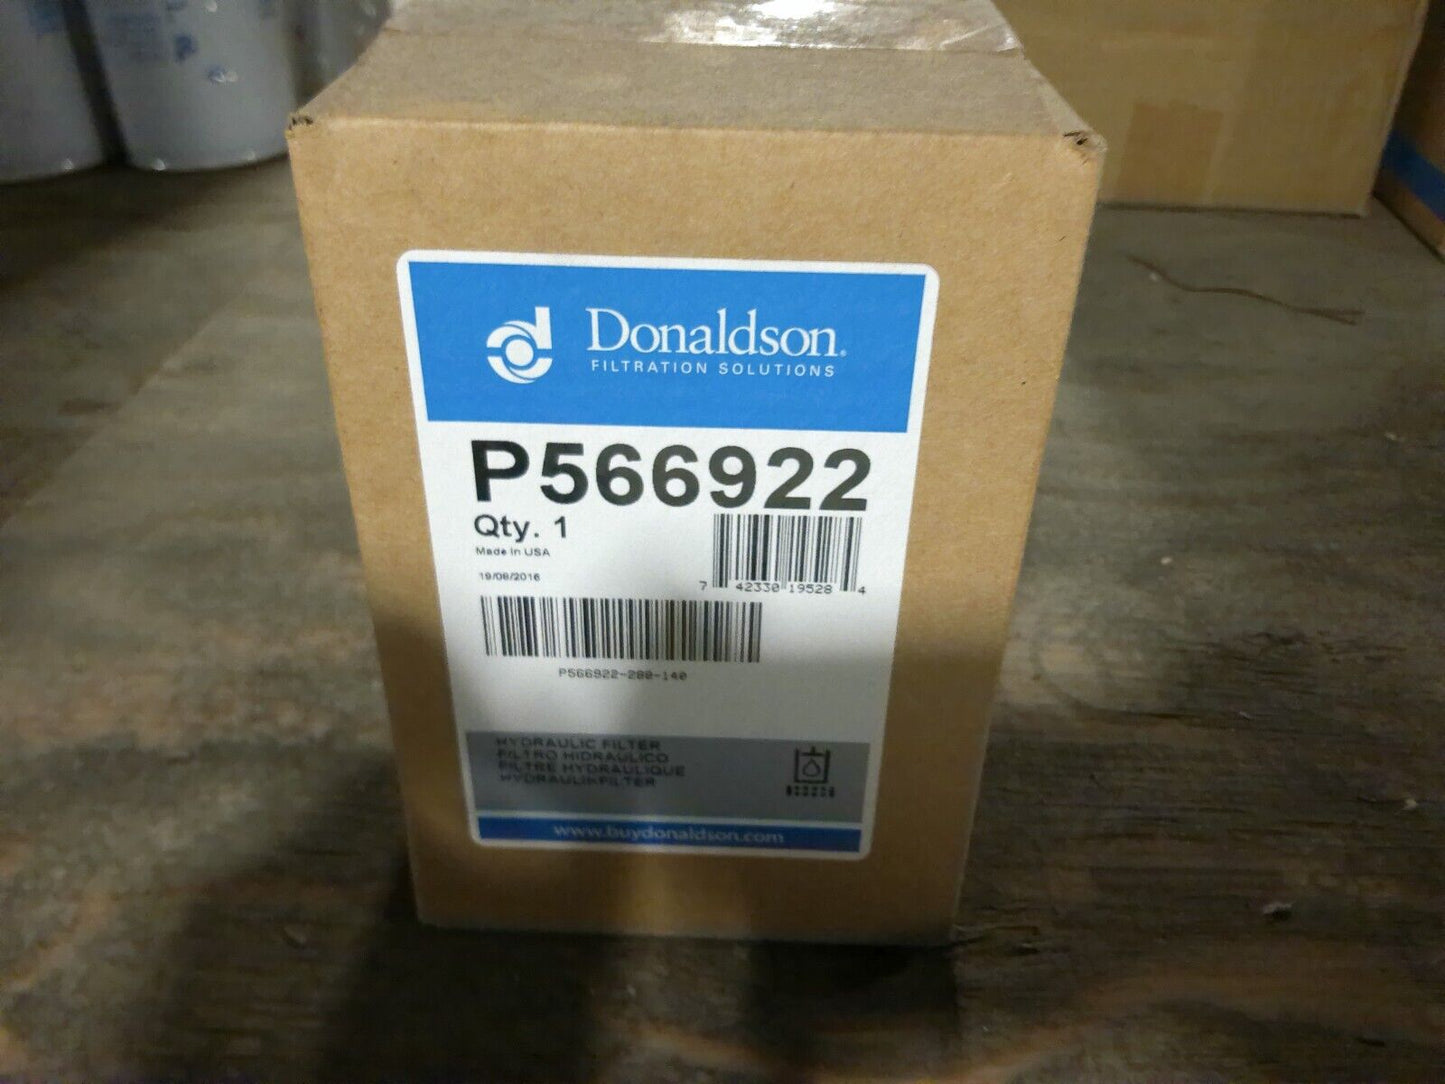 Donaldson.
FILTRATION SOLUTIONS
P566922
Qty. 1
Made In USA
19/08/2016
7 42330 19528 4
P566922-280-140
HYDRAULIC FILTER
FILTRO HIDRAULICO
FILTRE HYDRAULIQUE
HYDRAULIKFILTER
www.buydonaldson.com